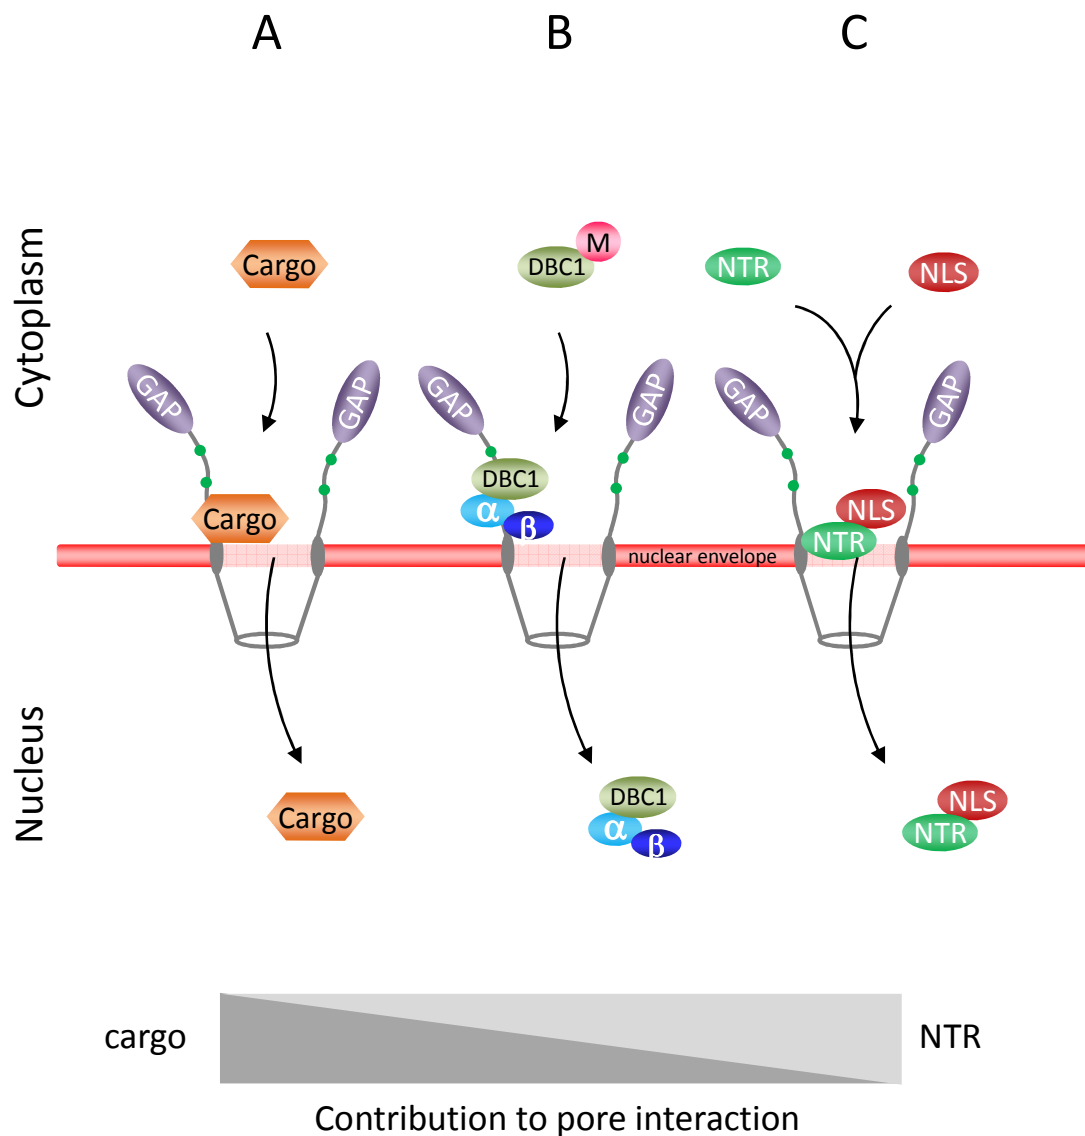 A
B
C
Cytoplasm
Cargo
DBC1
M
NTR
NLS
GAP
GAP
GAP
GAP
GAP
GAP
Cargo
DBC1
α
β
NLS
NTR
nuclear envelope
Nucleus
Cargo
DBC1
α
β
NLS
NTR
cargo
NTR
Contribution to pore interaction